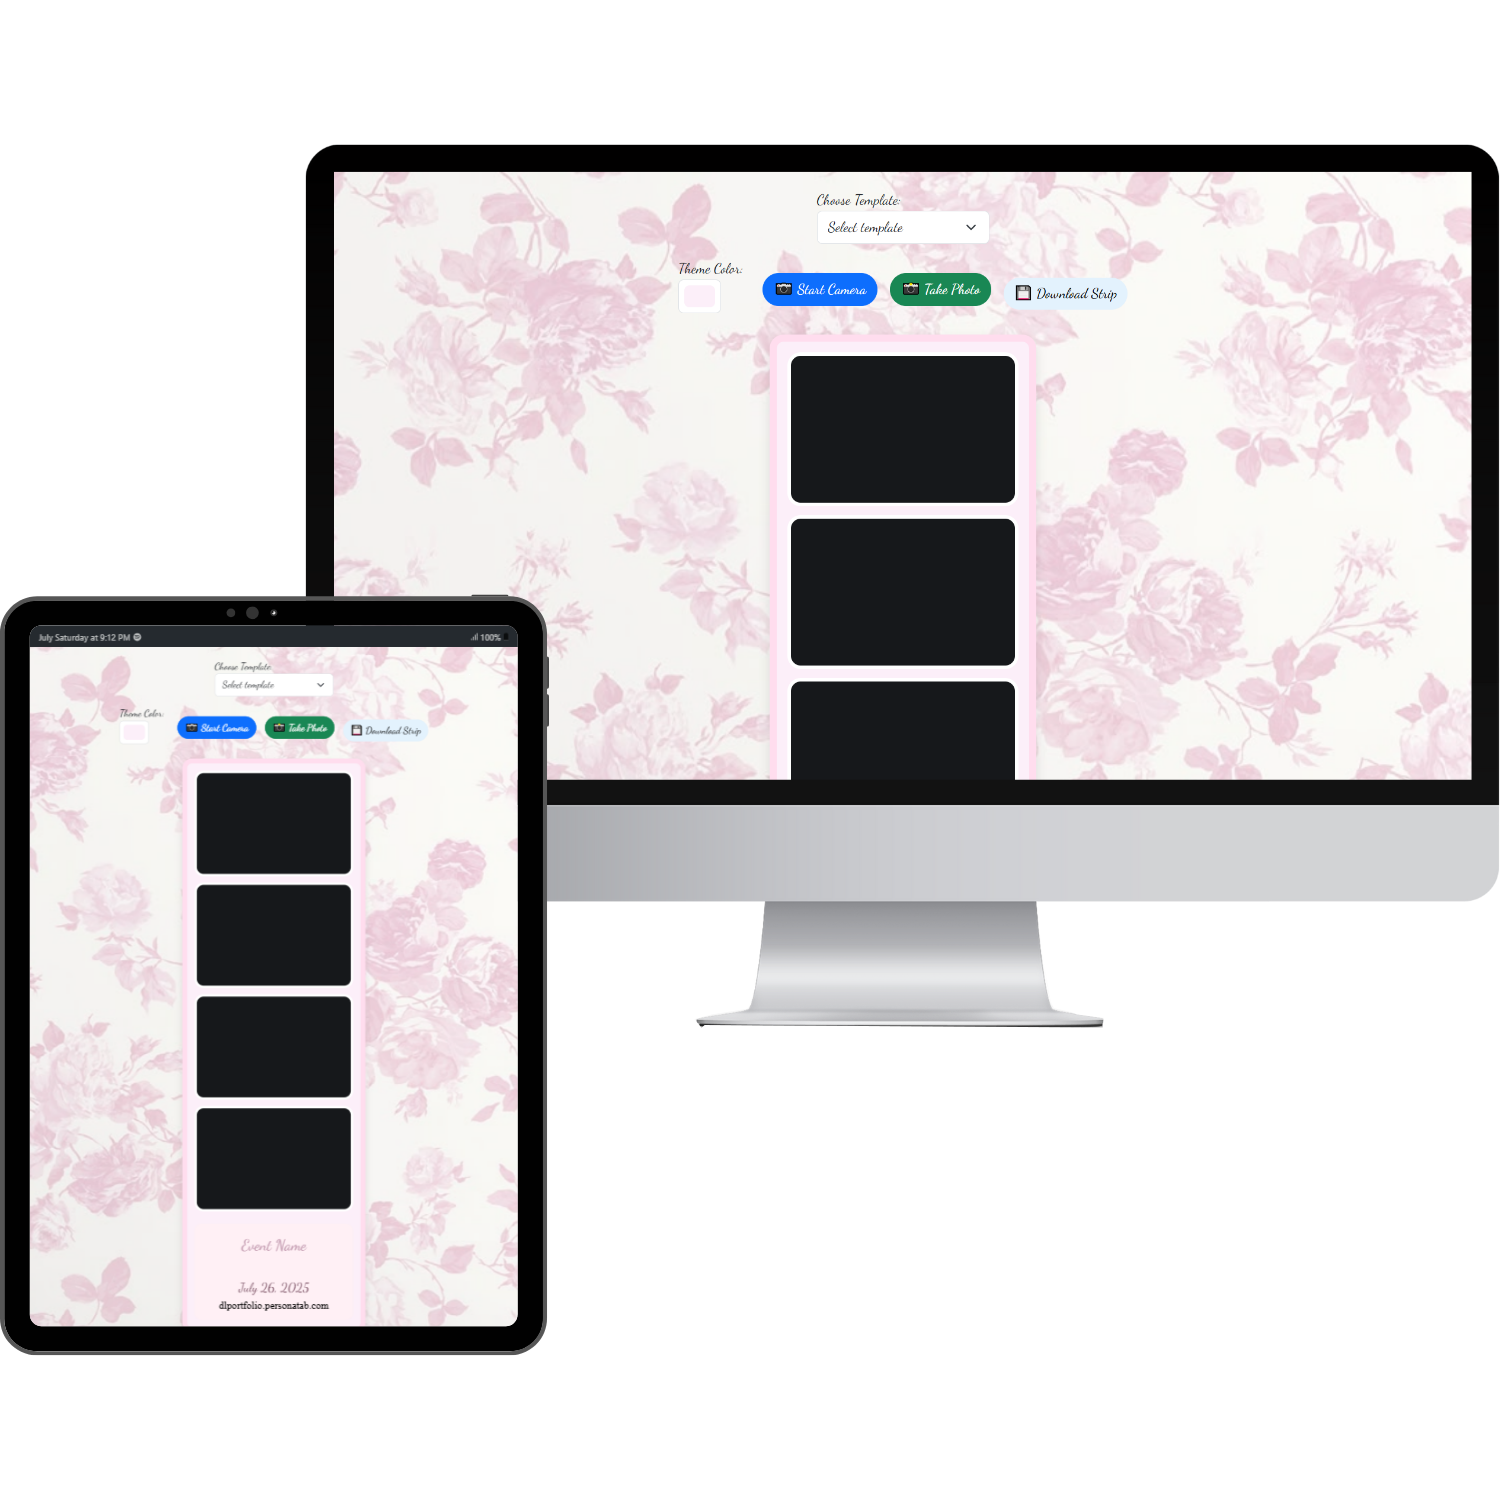 Choose Template:
Select template
Theme Color:
Start Camera
Take Photo
Download Strip
July Saturday at 9:12 PM
100%
Choose Template
Select template
Theme Color:
Start Camera
Take Photo
Download Strip
Event Name
July 26, 2025
dlportfolio.personatab.com